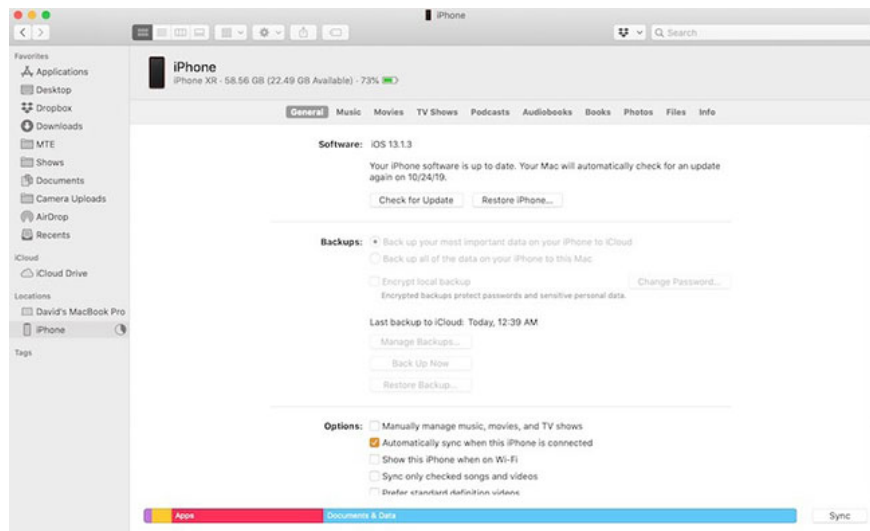 iPhone
Search
Favorites
Applications
Desktop
Dropbox
Downloads
MTE
Shows
Documents
Camera Uploads
AirDrop
Recents
iCloud
iCloud Drive
Locations
David's MacBook Pro
iPhone
Tags
iPhone
iPhone XR · 58.56 GB (22.49 GB Available) · 73%
General Music Movies TV Shows Podcasts Audiobooks Books Photos Files Info
Software: iOS 13.1.3
Your iPhone software is up to date. Your Mac will automatically check for an update
again on 10/24/19.
Check for Update Restore iPhone...
Backups: Back up your most important data on your iPhone to iCloud
Back up all of the data on your iPhone to this Mac
Encrypt local backup Change Password...
Encrypted backups protect passwords and sensitive personal data.
Last backup to iCloud: Today, 12:39 AM
Manage Backups...
Back Up Now
Restore Backup...
Options: Manually manage music, movies, and TV shows
Automatically sync when this iPhone is connected
Show this iPhone when on Wi-Fi
Sync only checked songs and videos
Prefer standard definition videos
Apps Documents & Data Sync